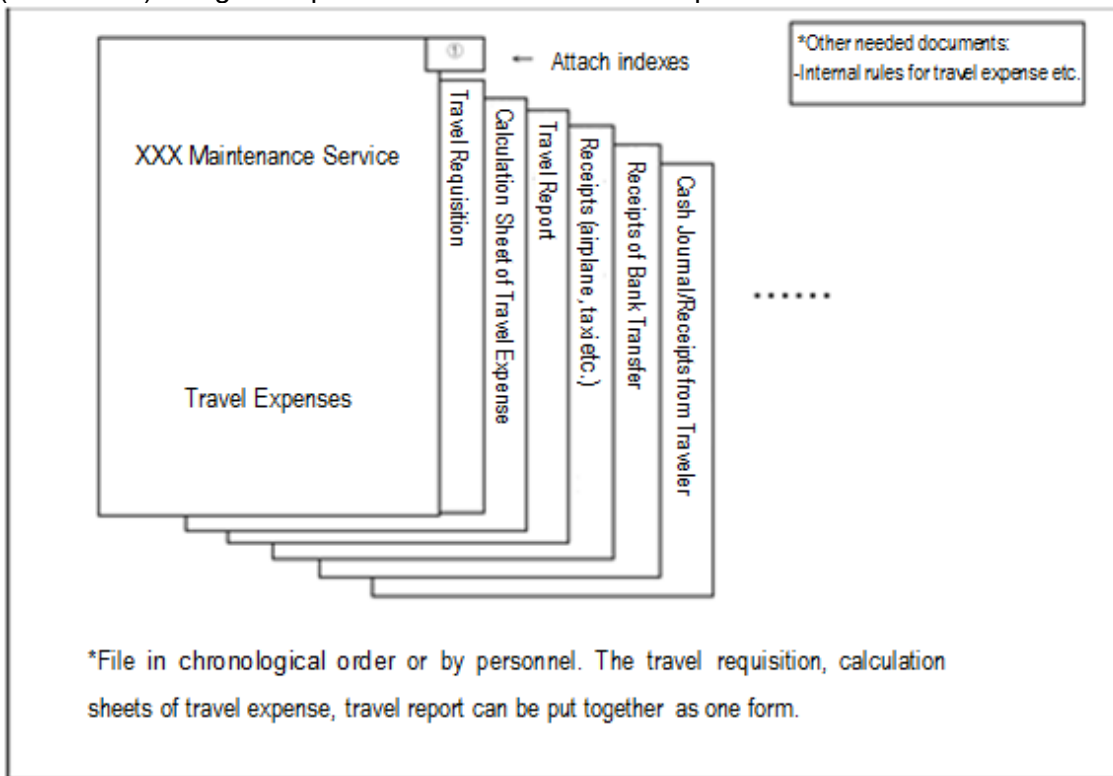 ①
← Attach indexes
*Other needed documents:
-Internal rules for travel expense etc.
XXX Maintenance Service
Travel Expenses
Travel Requisition
Calculation Sheet of Travel Expense
Travel Report
Receipts (airplane, taxi etc.)
Receipts of Bank Transfer
Cash Journal/Receipts from Traveler
......
*File in chronological order or by personnel. The travel requisition, calculation
sheets of travel expense, travel report can be put together as one form.